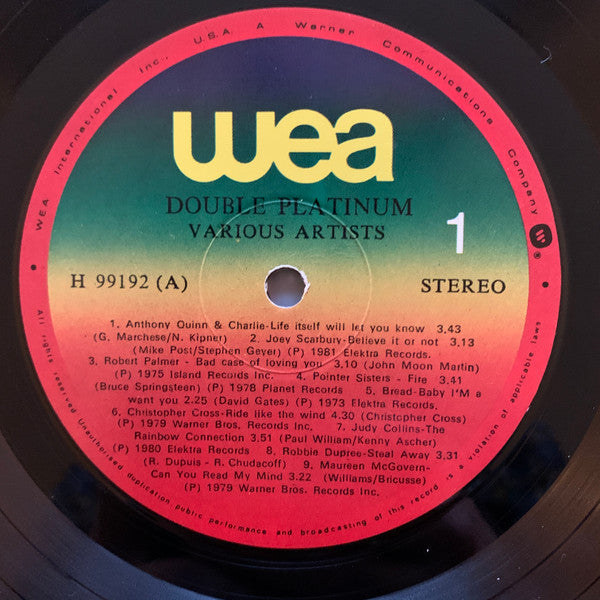 WEA International Inc., U.S.A. A Warner Communications Company W ®
wea
DOUBLE PLATINUM
VARIOUS ARTISTS
1
H 99192 (A)
STEREO
1. Anthony Quinn & Charlie-Life itself will let you know 3,43
(G. Marchese/N. Kipner) 2. Joey Scarbury-Believe it or not 3,13
(Mike Post/Stephen Geyer) (P) 1981 Elektra Records.
3. Robert Palmer - Bad case of loving you 3.10 (John Moon Martin)
(P) 1975 Island Records Inc. 4. Pointer Sisters - Fire 3.41
(Bruce Springsteen) (P) 1978 Planet Records 5. Bread-Baby I'M a
want you 2.25 (David Gates) (P) 1973 Elektra Records.
6. Christopher Cross-Ride like the wind 4.30 (Christopher Cross)
(P) 1979 Warner Bros, Records Inc. 7. Judy Collins-The
Rainbow Connection 3.51 (Paul William/Kenny Ascher)
(P) 1980 Elektra Records 8. Robbie Dupree-Steal Away 3.31
(R. Dupuis - R. Chudacoff) 9. Maureen McGovern-
Can You Read My Mind 3.22 (Williams/Bricusse)
(P) 1979 Warner Bros. Records Inc,
All rights reserved Unauthorised duplication public performance and broadcasting of this record is a violation of applicable laws